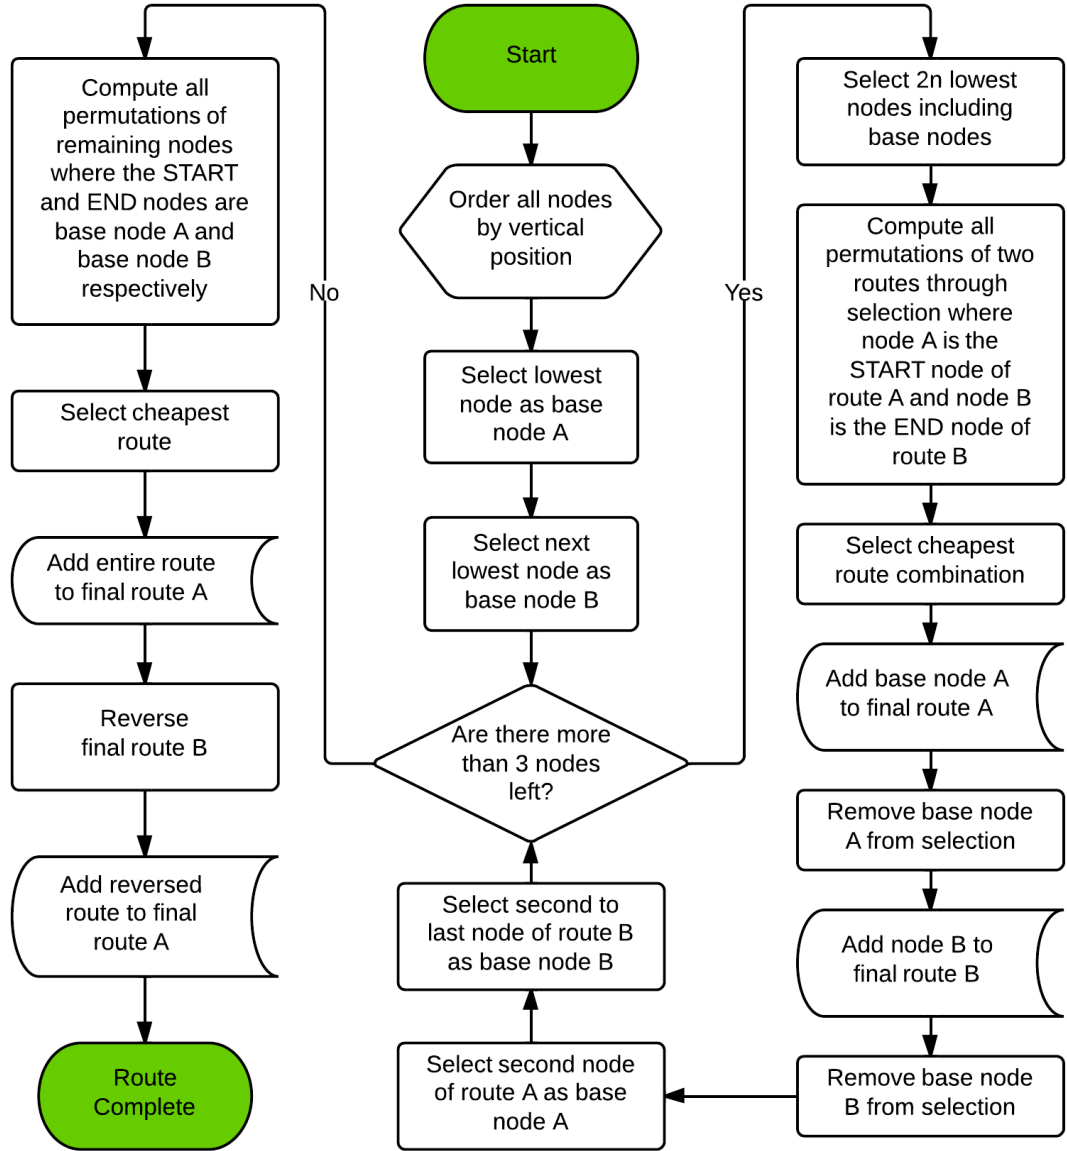 Start
Order all nodes
by vertical
position
Select lowest
node as base
node A
Select next
lowest node as
base node B
Are there more
than 3 nodes
left?
No
Compute all
permutations of
remaining nodes
where the START
and END nodes are
base node A and
base node B
respectively
Select cheapest
route
Add entire route
to final route A
Reverse
final route B
Add reversed
route to final
route A
Route
Complete
Yes
Select 2n lowest
nodes including
base nodes
Compute all
permutations of two
routes through
selection where
node A is the
START node of
route A and node B
is the END node of
route B
Select cheapest
route combination
Add base node A
to final route A
Remove base node
A from selection
Add node B to
final route B
Remove base node
B from selection
Select second node
of route A as base
node A
Select second to
last node of route B
as base node B